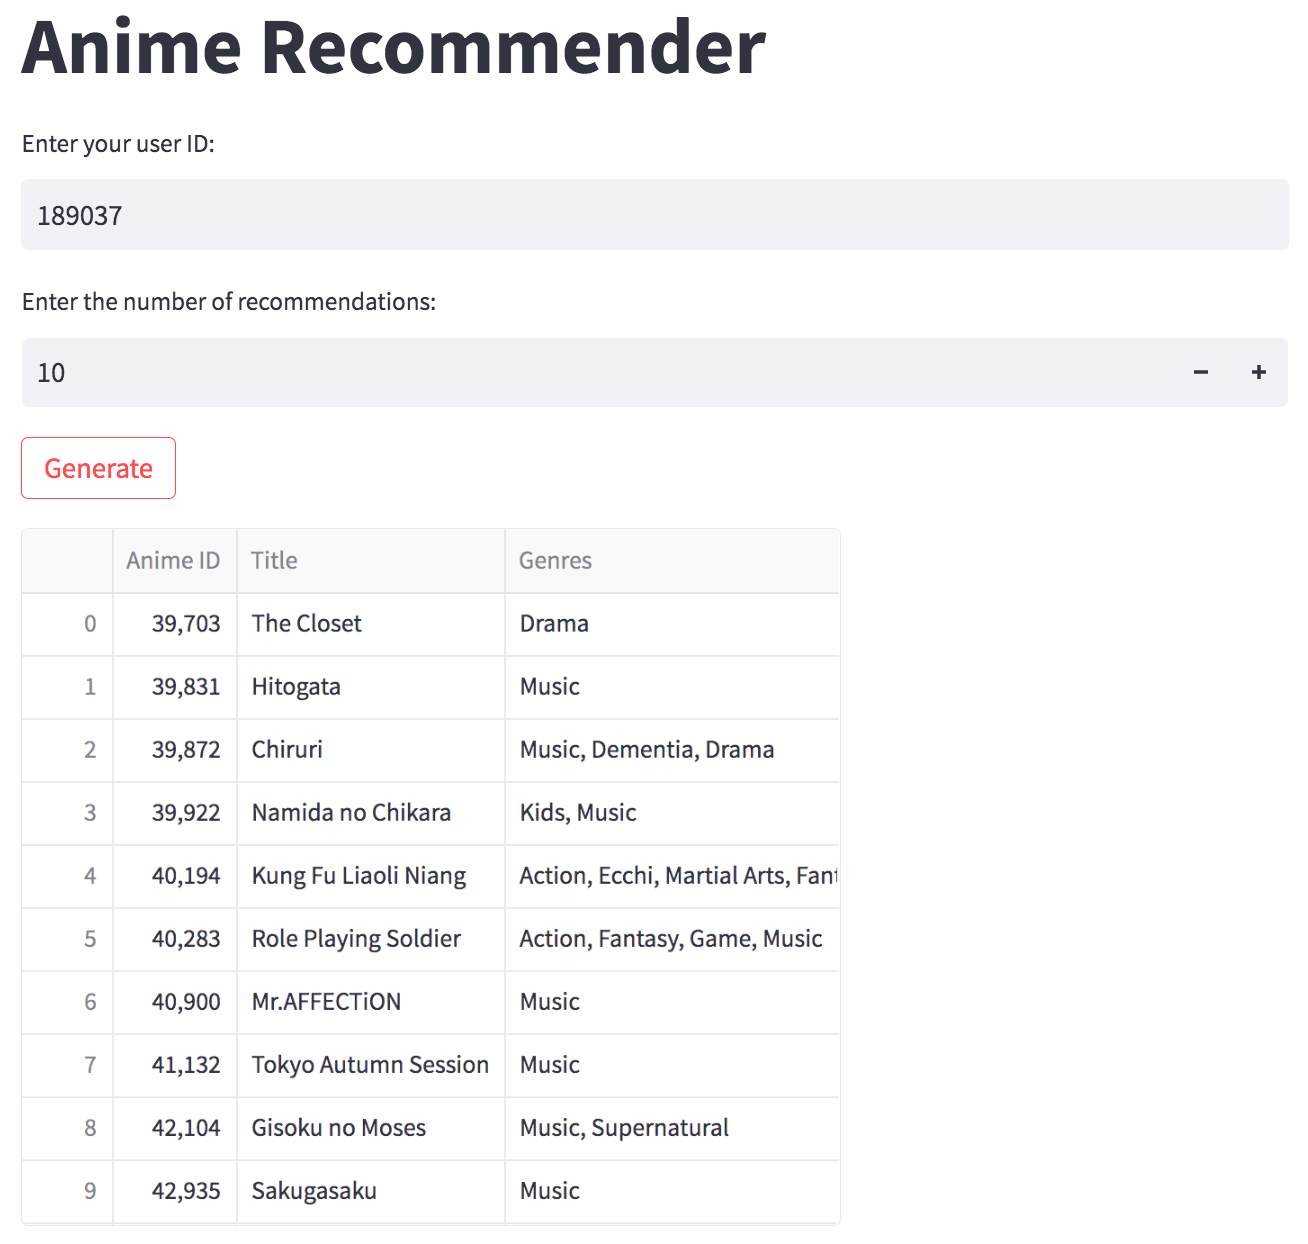 Anime Recommender
Enter your user ID:
189037
Enter the number of recommendations:
10 − +
Generate
Anime ID Title Genres
0 39,703 The Closet Drama
1 39,831 Hitogata Music
2 39,872 Chiruri Music, Dementia, Drama
3 39,922 Namida no Chikara Kids, Music
4 40,194 Kung Fu Liaoli Niang Action, Ecchi, Martial Arts, Fant
5 40,283 Role Playing Soldier Action, Fantasy, Game, Music
6 40,900 Mr.AFFECTiON Music
7 41,132 Tokyo Autumn Session Music
8 42,104 Gisoku no Moses Music, Supernatural
9 42,935 Sakugasaku Music